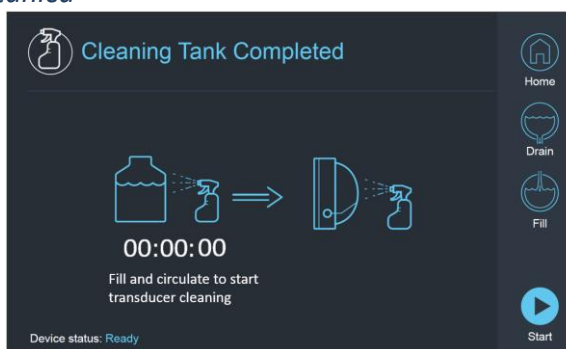 Cleaning Tank Completed
Home
Drain
Fill
00:00:00
Fill and circulate to start
transducer cleaning
Device status: Ready
Start